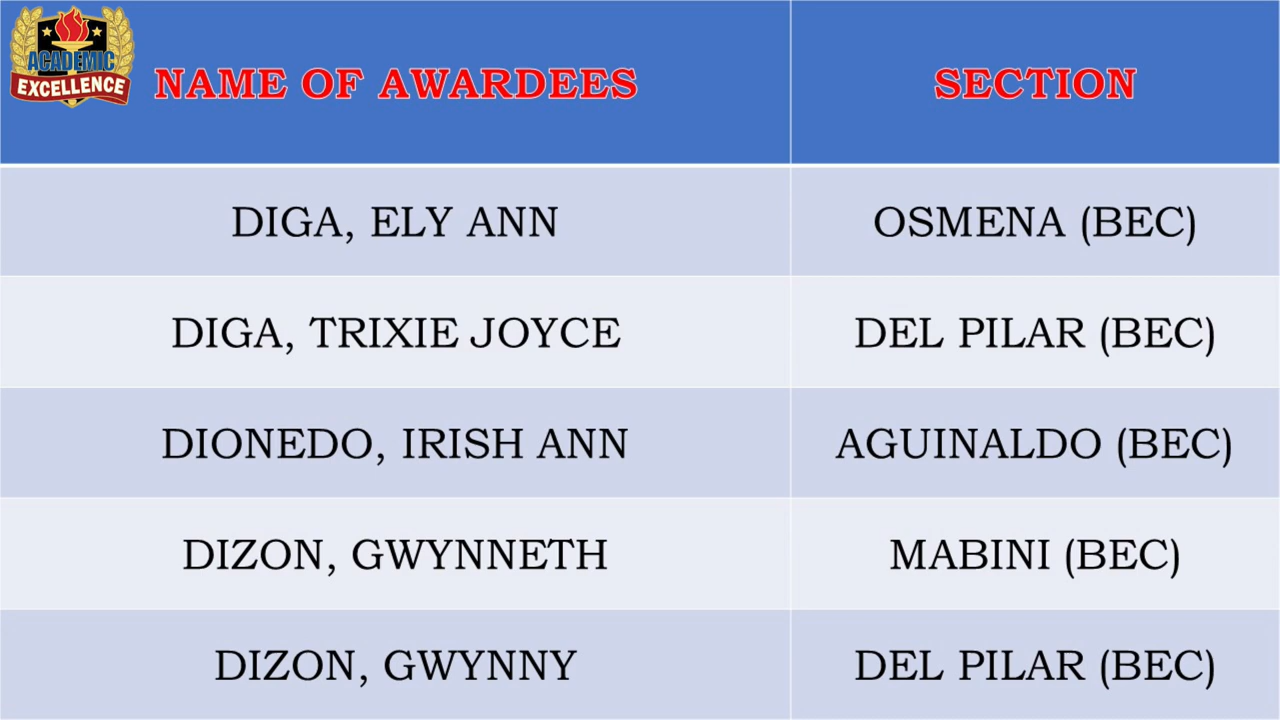 ACADEMIC
EXCELLENCE
NAME OF AWARDEES SECTION
DIGA, ELY ANN OSMENA (BEC)
DIGA, TRIXIE JOYCE DEL PILAR (BEC)
DIONEDO, IRISH ANN AGUINALDO (BEC)
DIZON, GWYNNETH MABINI (BEC)
DIZON, GWYNNY DEL PILAR (BEC)